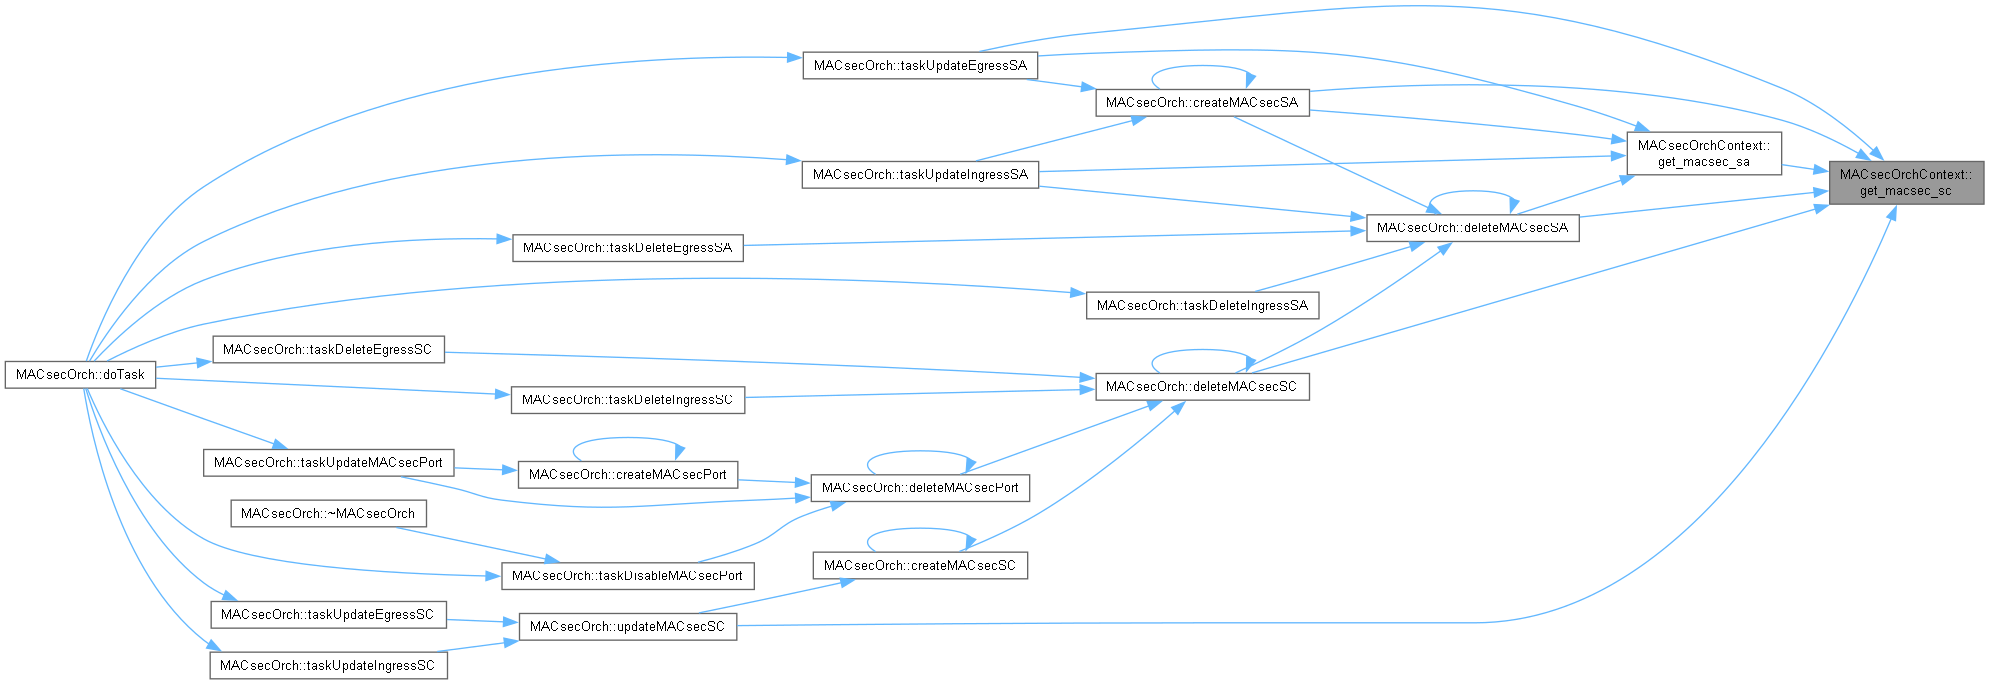 MACsecOrch::taskUpdateEgressSA
MACsecOrch::createMACsecSA
MACsecOrchContext::
get_macsec_sa
MACsecOrch::taskUpdateIngressSA
MACsecOrchContext::
get_macsec_sc
MACsecOrch::deleteMACsecSA
MACsecOrch::taskDeleteEgressSA
MACsecOrch::taskDeleteIngressSA
MACsecOrch::taskDeleteEgressSC
MACsecOrch::doTask
MACsecOrch::deleteMACsecSC
MACsecOrch::taskDeleteIngressSC
MACsecOrch::taskUpdateMACsecPort
MACsecOrch::createMACsecPort
MACsecOrch::deleteMACsecPort
MACsecOrch::~MACsecOrch
MACsecOrch::createMACsecSC
MACsecOrch::taskDisableMACsecPort
MACsecOrch::taskUpdateEgressSC
MACsecOrch::updateMACsecSC
MACsecOrch::taskUpdateIngressSC